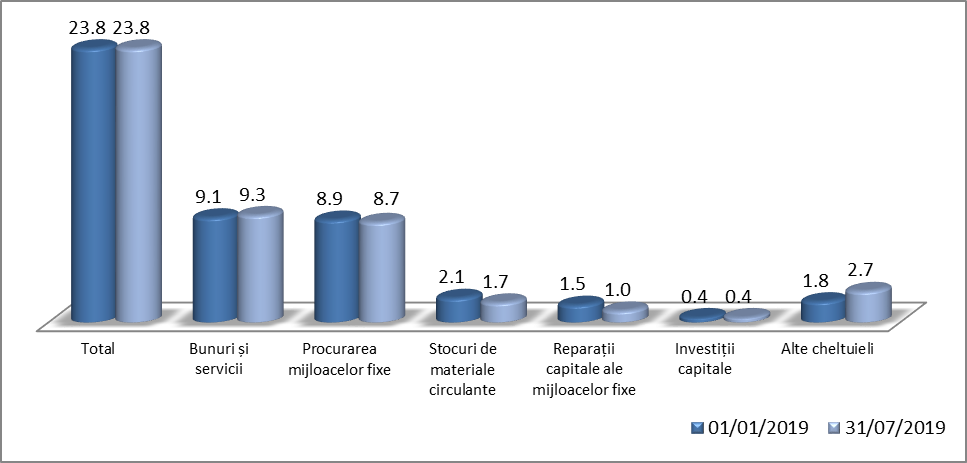 23.8 23.8
9.1 9.3 8.9 8.7
2.1 1.7 1.5 1.0 0.4 0.4 1.8 2.7
Total Bunuri și Procurarea Stocuri de Reparații Investiții Alte cheltuieli
servicii mijloacelor fixe materiale capitale ale capitale
circulante mijloacelor fixe
01/01/2019 31/07/2019